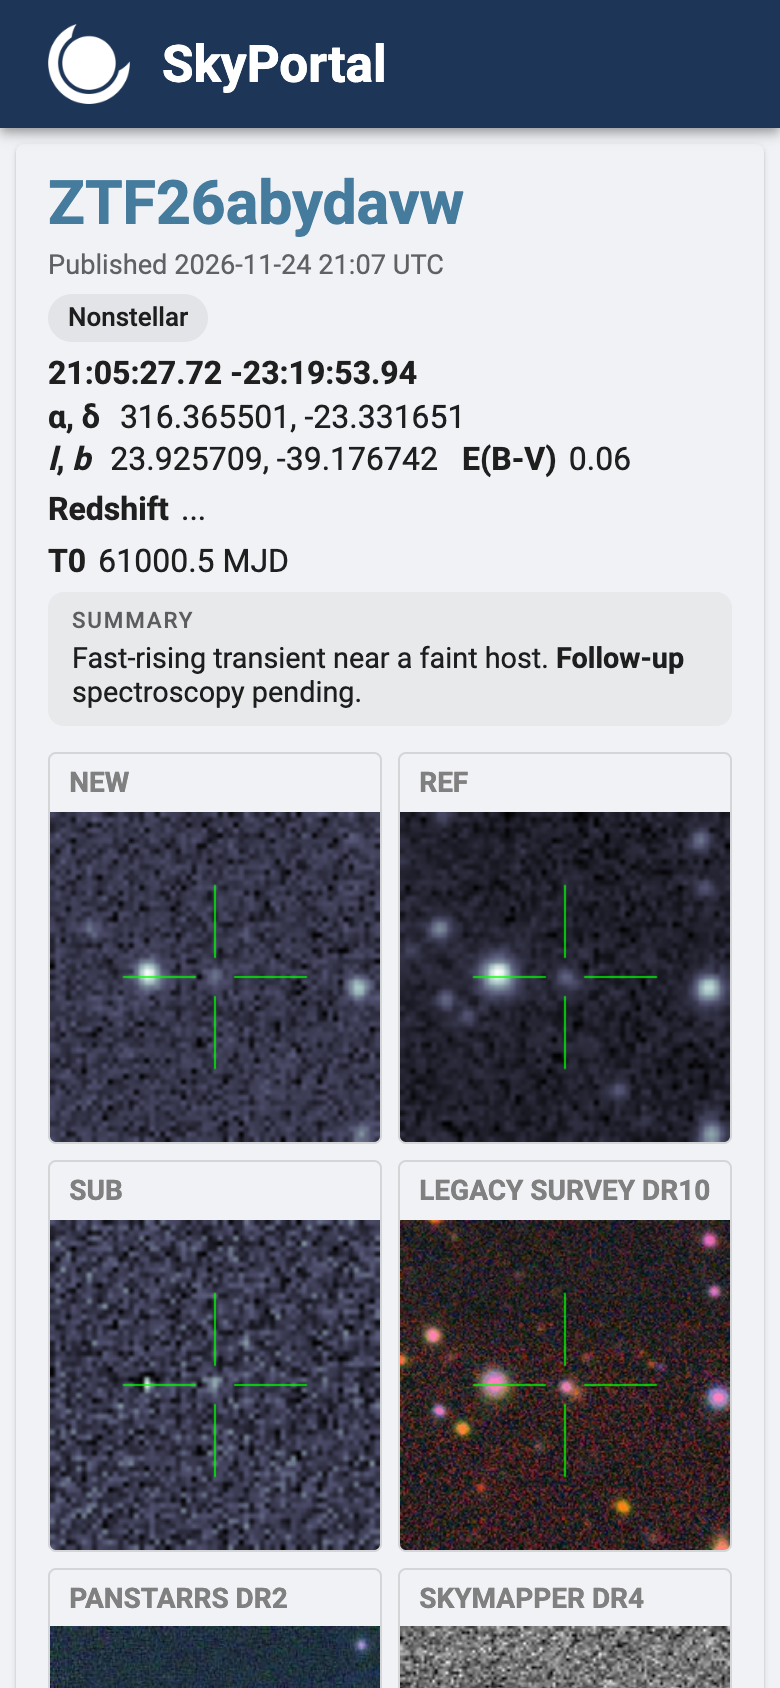 SkyPortal
ZTF26abydavw
Published 2026-11-24 21:07 UTC
Nonstellar
21:05:27.72 -23:19:53.94
α, δ 316.365501, -23.331651
l, b 23.925709, -39.176742 E(B-V) 0.06
Redshift ...
T0 61000.5 MJD
SUMMARY
Fast-rising transient near a faint host. Follow-up
spectroscopy pending.
NEW
REF
SUB
LEGACY SURVEY DR10
PANSTARRS DR2
SKYMAPPER DR4